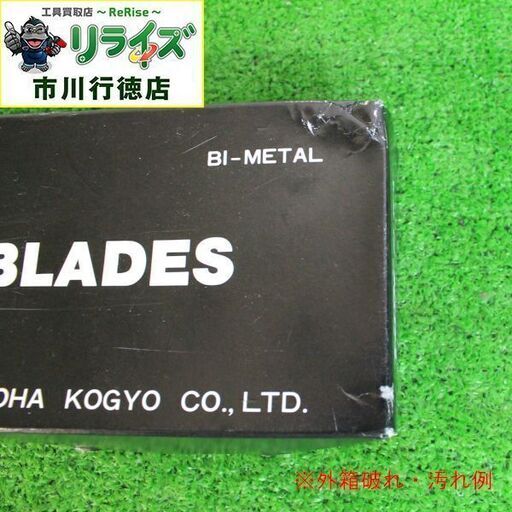 工具買取店 ～ReRise～
リライズ
市川行徳店
BI-METAL
BLADES
OHA KOGYO CO., LTD.
※外箱破れ・汚れ例